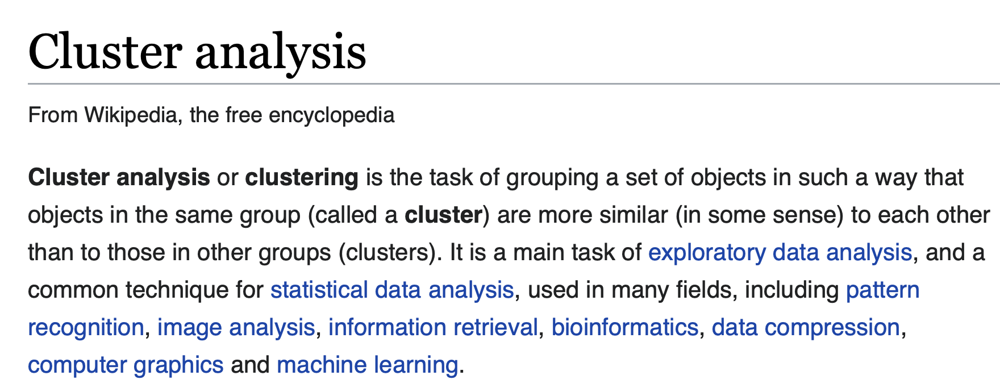 Cluster analysis
From Wikipedia, the free encyclopedia
Cluster analysis or clustering is the task of grouping a set of objects in such a way that
objects in the same group (called a cluster) are more similar (in some sense) to each other
than to those in other groups (clusters). It is a main task of exploratory data analysis, and a
common technique for statistical data analysis, used in many fields, including pattern
recognition, image analysis, information retrieval, bioinformatics, data compression,
computer graphics and machine learning.